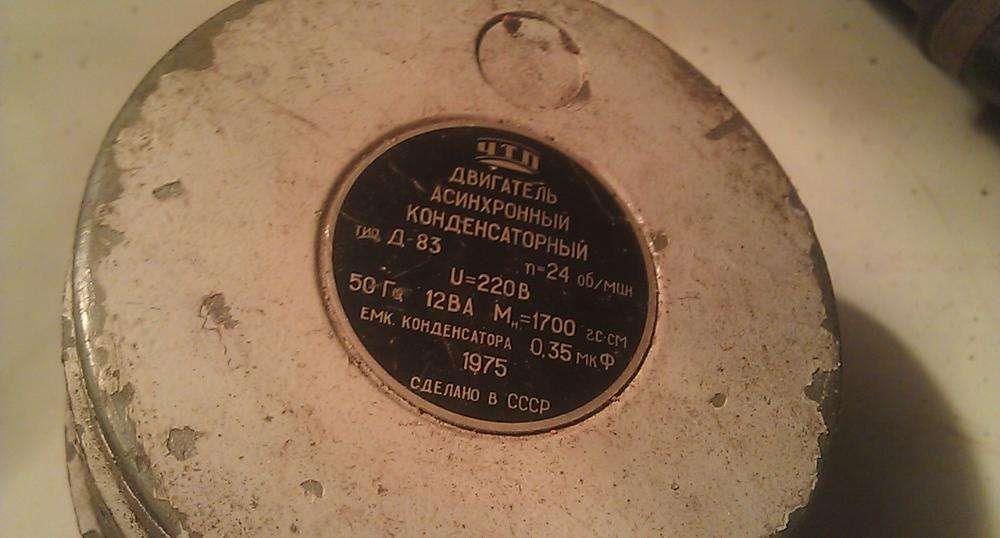 ЧТП
ДВИГАТЕЛЬ
АСИНХРОННЫЙ
КОНДЕНСАТОРНЫЙ
тип Д-83
n=24 об/мин
U=220В
50 Гц 12ВА Мн=1700 гс·см
ЕМК. КОНДЕНСАТОРА 0,35 мкФ
1975
СДЕЛАНО В СССР